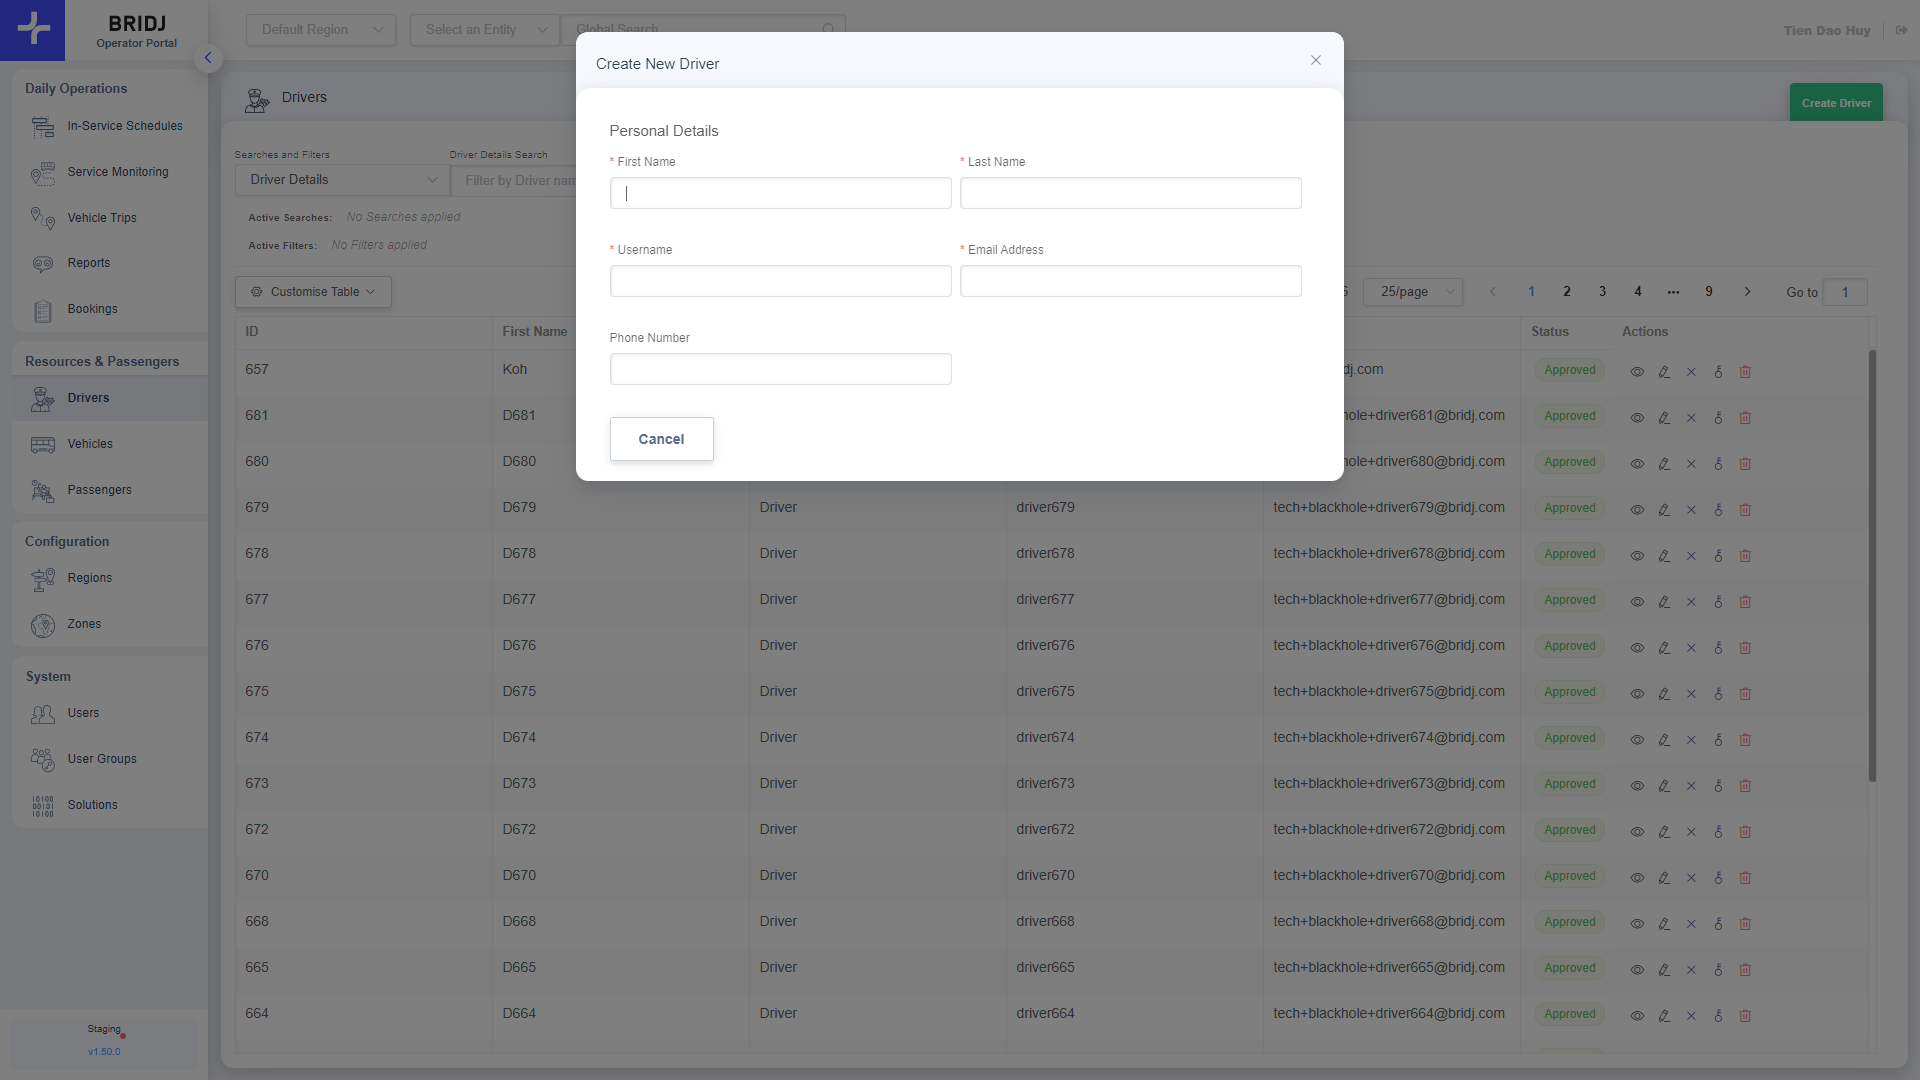 BRIDJ
Operator Portal
Default Region
Select an Entity
Global Search
Tien Dao Huy
Daily Operations
In-Service Schedules
Service Monitoring
Vehicle Trips
Reports
Bookings
Resources & Passengers
Drivers
Vehicles
Passengers
Configuration
Regions
Zones
System
Users
User Groups
Solutions
Staging
v1.50.0
Drivers
Create Driver
Searches and Filters
Driver Details Search
Driver Details
Filter by Driver nam
Active Searches: No Searches applied
Active Filters: No Filters applied
Customise Table
6 25/page 1 2 3 4 ••• 9 Go to 1
Create New Driver
Personal Details
* First Name * Last Name
* Username * Email Address
Phone Number
Cancel
ID First Name Status Actions
657 Koh dj.com Approved
681 D681 hole+driver681@bridj.com Approved
680 D680 hole+driver680@bridj.com Approved
679 D679 Driver driver679 tech+blackhole+driver679@bridj.com Approved
678 D678 Driver driver678 tech+blackhole+driver678@bridj.com Approved
677 D677 Driver driver677 tech+blackhole+driver677@bridj.com Approved
676 D676 Driver driver676 tech+blackhole+driver676@bridj.com Approved
675 D675 Driver driver675 tech+blackhole+driver675@bridj.com Approved
674 D674 Driver driver674 tech+blackhole+driver674@bridj.com Approved
673 D673 Driver driver673 tech+blackhole+driver673@bridj.com Approved
672 D672 Driver driver672 tech+blackhole+driver672@bridj.com Approved
670 D670 Driver driver670 tech+blackhole+driver670@bridj.com Approved
668 D668 Driver driver668 tech+blackhole+driver668@bridj.com Approved
665 D665 Driver driver665 tech+blackhole+driver665@bridj.com Approved
664 D664 Driver driver664 tech+blackhole+driver664@bridj.com Approved